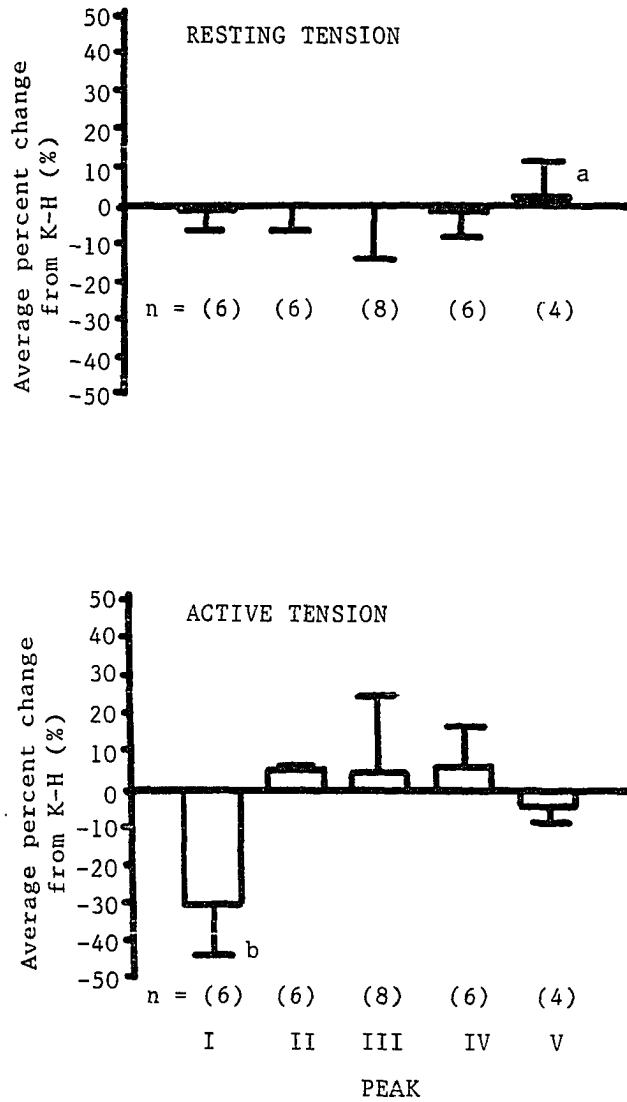 RESTING TENSION
Average percent change
from K-H (%)
50
40
30
20
10
0
-10
-20
-30
-40
-50
a
n = (6) (6) (8) (6) (4)
ACTIVE TENSION
Average percent change
from K-H (%)
50
40
30
20
10
0
-10
-20
-30
-40
-50
b
n = (6) (6) (8) (6) (4)
I II III IV V
PEAK